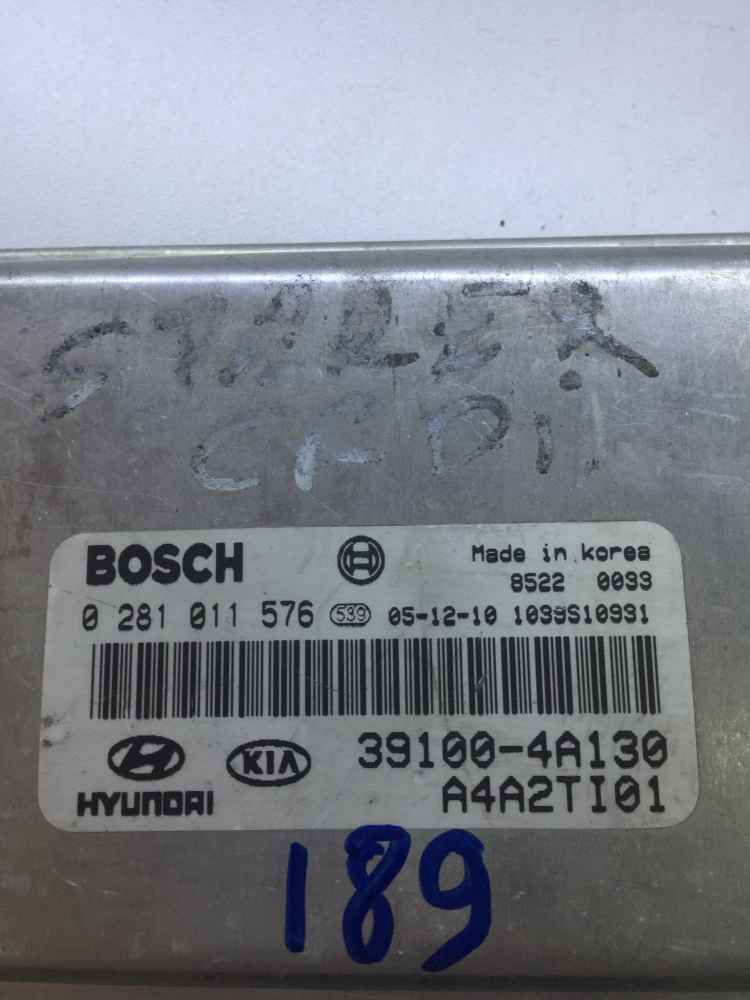 STAREX
CRDi
BOSCH
Made in korea
8522 0033
0 281 011 576 539 05-12-10 1039S10931
39100-4A130
HYUNDAI KIA
A4A2TI01
189